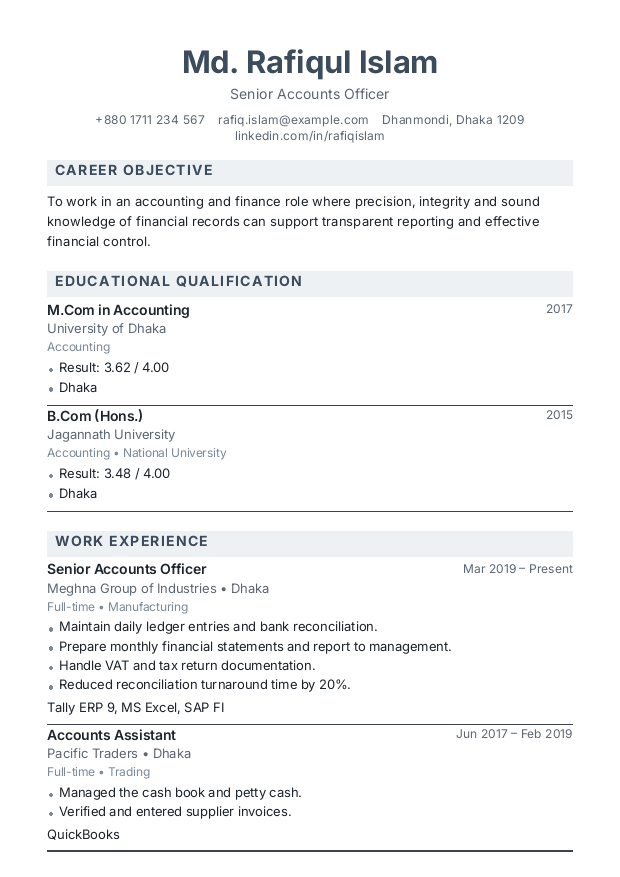 Md. Rafiqul Islam
Senior Accounts Officer
+880 1711 234 567 rafiq.islam@example.com Dhanmondi, Dhaka 1209
linkedin.com/in/rafiqislam
CAREER OBJECTIVE
To work in an accounting and finance role where precision, integrity and sound
knowledge of financial records can support transparent reporting and effective
financial control.
EDUCATIONAL QUALIFICATION
M.Com in Accounting 2017
University of Dhaka
Accounting
• Result: 3.62 / 4.00
• Dhaka
B.Com (Hons.) 2015
Jagannath University
Accounting • National University
• Result: 3.48 / 4.00
• Dhaka
WORK EXPERIENCE
Senior Accounts Officer Mar 2019 – Present
Meghna Group of Industries • Dhaka
Full-time • Manufacturing
• Maintain daily ledger entries and bank reconciliation.
• Prepare monthly financial statements and report to management.
• Handle VAT and tax return documentation.
• Reduced reconciliation turnaround time by 20%.
Tally ERP 9, MS Excel, SAP FI
Accounts Assistant Jun 2017 – Feb 2019
Pacific Traders • Dhaka
Full-time • Trading
• Managed the cash book and petty cash.
• Verified and entered supplier invoices.
QuickBooks